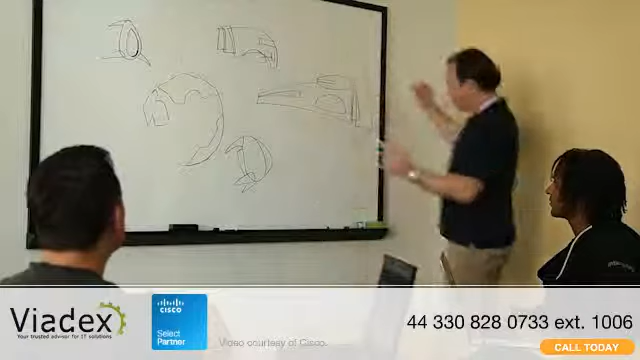 Viadex
Your trusted advisor for IT solutions
CISCO
Select
Partner
Video courtesy of Cisco.
44 330 828 0733 ext. 1006
CALL TODAY